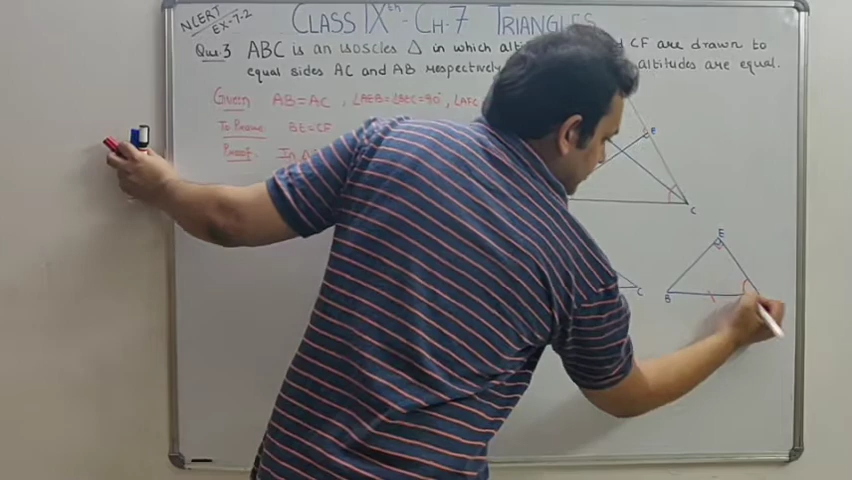 NCERT
EX-7.2
CLASS IXth - CH-7 TRIANGLES
Que.3 ABC is an isosceles Δ in which CF are drawn to
equal sides AC and AB respectively altitudes are equal.
Given AB=AC, ∠AEB=∠AEC=90°, ∠AFC
To Prove BE=CF
Proof. In
E
C
E
C
B